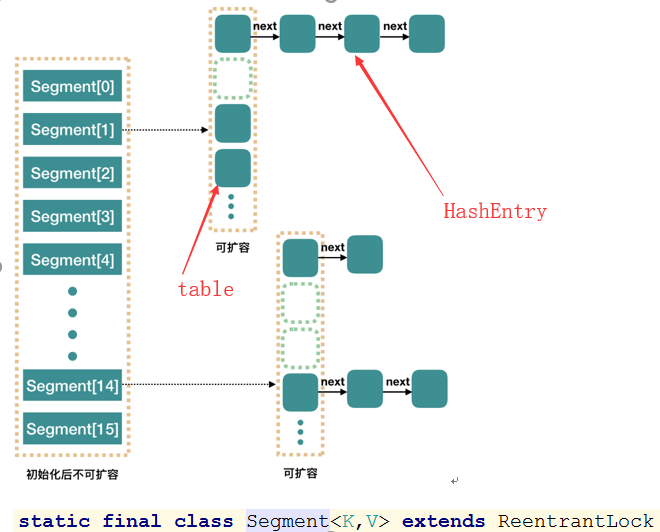 next next next
Segment[0]
Segment[1]
Segment[2]
Segment[3]
Segment[4]
Segment[14]
Segment[15]
初始化后不可扩容
可扩容
table
HashEntry
next
next next
可扩容
static final class Segment<K,V> extends ReentrantLock